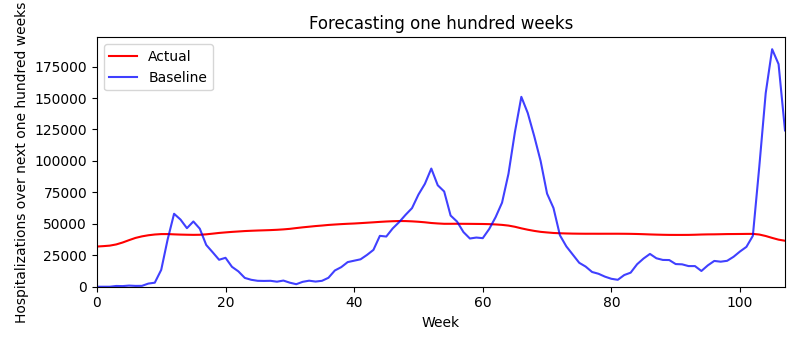 Forecasting one hundred weeks
Hospitalizations over next one hundred weeks
Actual
Baseline
175000
150000
125000
100000
75000
50000
25000
0
0 20 40 60 80 100
Week